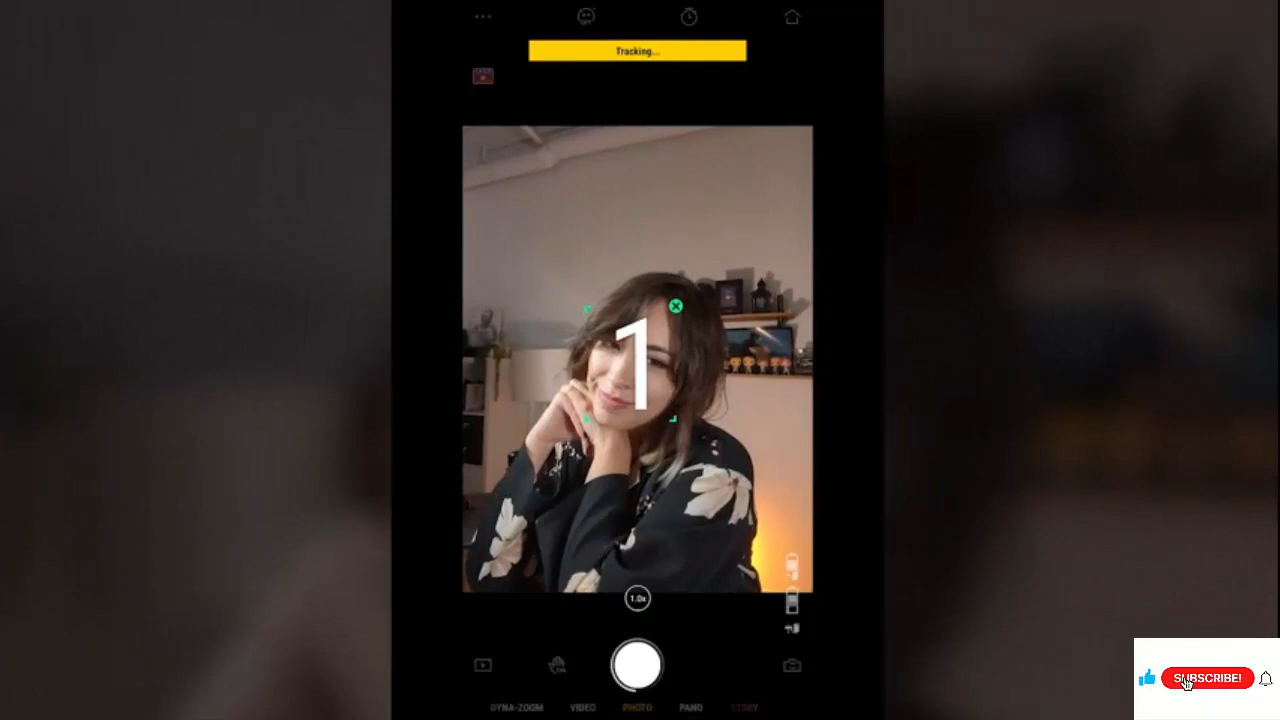 Tracking...
1
1.0x
DYNA-ZOOM VIDEO PHOTO PANO STORY
SUBSCRIBE!